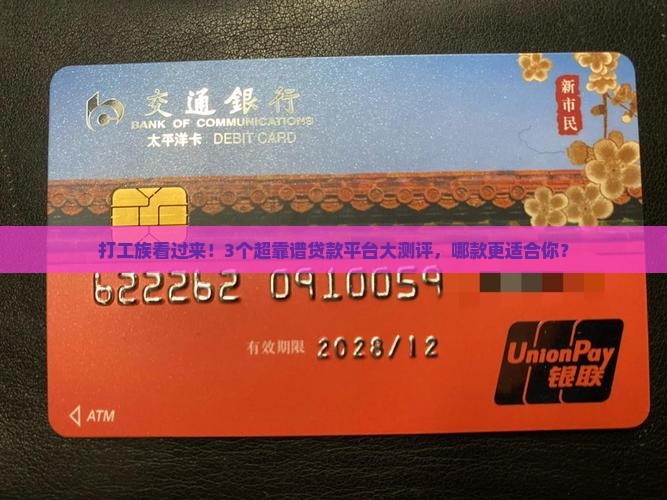 交通銀行
BANK OF COMMUNICATIONS
太平洋卡 DEBIT CARD
新市民
打工族看过来！3个超靠谱贷款平台大测评，哪款更适合你？
622262 0910059
有效期限 2028/12
UnionPay
银联
ATM